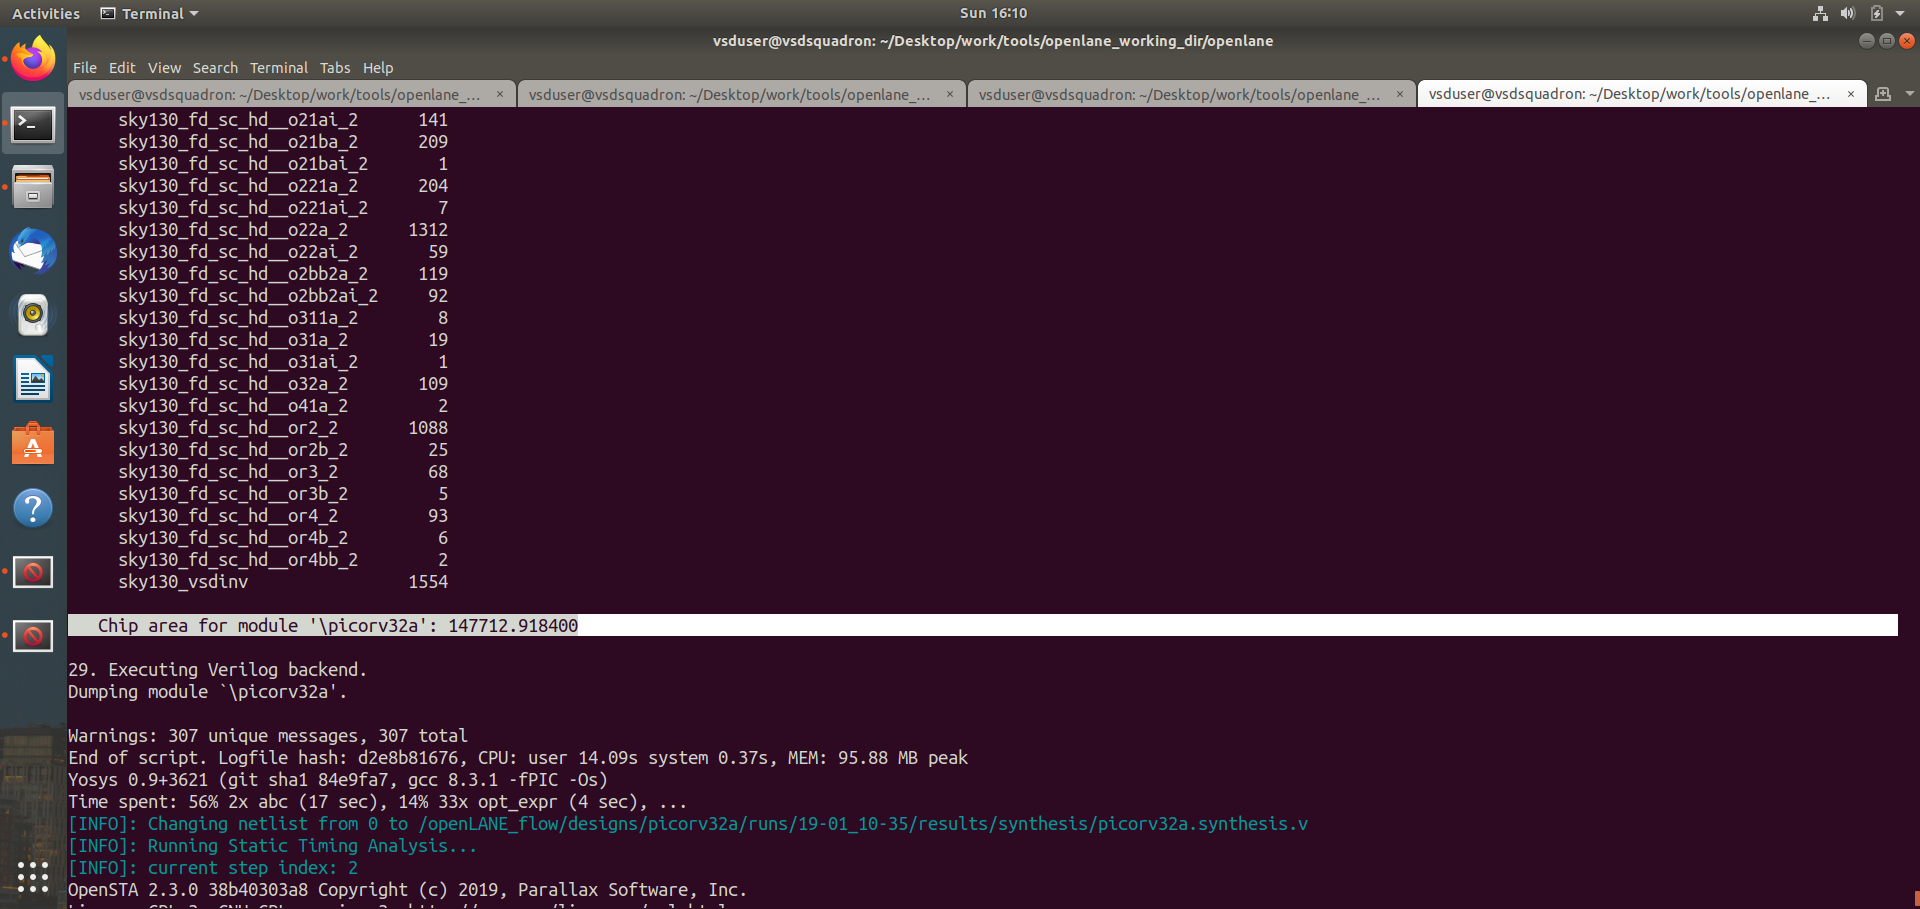 Activities Terminal Sun 16:10
vsduser@vsdsquadron: ~/Desktop/work/tools/openlane_working_dir/openlane
File Edit View Search Terminal Tabs Help
vsduser@vsdsquadron: ~/Desktop/work/tools/openlane_... × vsduser@vsdsquadron: ~/Desktop/work/tools/openlane_... × vsduser@vsdsquadron: ~/Desktop/work/tools/openlane_... × vsduser@vsdsquadron: ~/Desktop/work/tools/openlane_... ×
sky130_fd_sc_hd__o21ai_2 141
sky130_fd_sc_hd__o21ba_2 209
sky130_fd_sc_hd__o21bai_2 1
sky130_fd_sc_hd__o221a_2 204
sky130_fd_sc_hd__o221ai_2 7
sky130_fd_sc_hd__o22a_2 1312
sky130_fd_sc_hd__o22ai_2 59
sky130_fd_sc_hd__o2bb2a_2 119
sky130_fd_sc_hd__o2bb2ai_2 92
sky130_fd_sc_hd__o311a_2 8
sky130_fd_sc_hd__o31a_2 19
sky130_fd_sc_hd__o31ai_2 1
sky130_fd_sc_hd__o32a_2 109
sky130_fd_sc_hd__o41a_2 2
sky130_fd_sc_hd__or2_2 1088
sky130_fd_sc_hd__or2b_2 25
sky130_fd_sc_hd__or3_2 68
sky130_fd_sc_hd__or3b_2 5
sky130_fd_sc_hd__or4_2 93
sky130_fd_sc_hd__or4b_2 6
sky130_fd_sc_hd__or4bb_2 2
sky130_vsdinv 1554
Chip area for module '\picorv32a': 147712.918400
29. Executing Verilog backend.
Dumping module `\picorv32a'.
Warnings: 307 unique messages, 307 total
End of script. Logfile hash: d2e8b81676, CPU: user 14.09s system 0.37s, MEM: 95.88 MB peak
Yosys 0.9+3621 (git sha1 84e9fa7, gcc 8.3.1 -fPIC -Os)
Time spent: 56% 2x abc (17 sec), 14% 33x opt_expr (4 sec), ...
[INFO]: Changing netlist from 0 to /openLANE_flow/designs/picorv32a/runs/19-01_10-35/results/synthesis/picorv32a.synthesis.v
[INFO]: Running Static Timing Analysis...
[INFO]: current step index: 2
OpenSTA 2.3.0 38b40303a8 Copyright (c) 2019, Parallax Software, Inc.